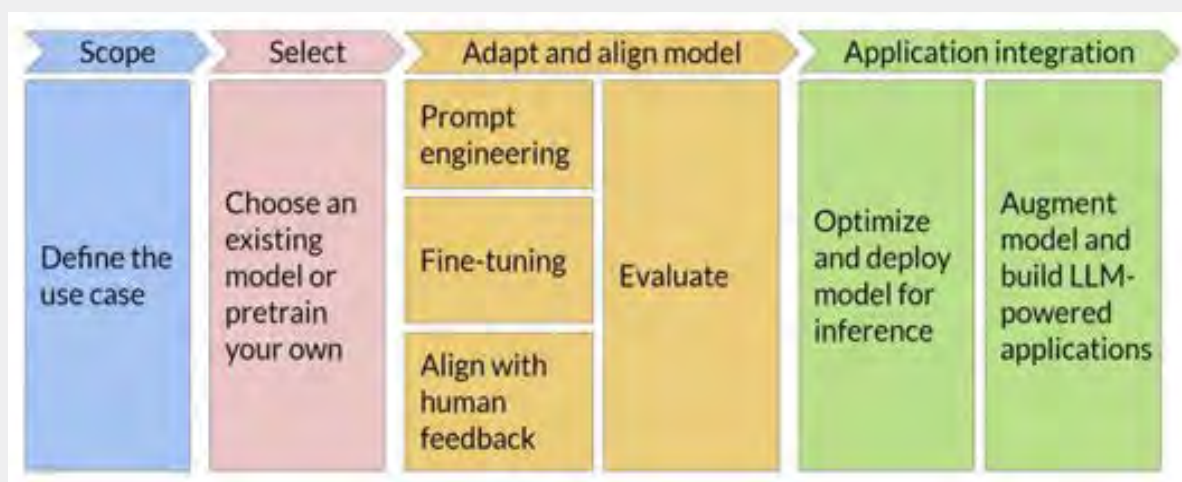 Scope
Select
Adapt and align model
Application integration
Define the
use case
Choose an
existing
model or
pretrain
your own
Prompt
engineering
Fine-tuning
Align with
human
feedback
Evaluate
Optimize
and deploy
model for
inference
Augment
model and
build LLM-
powered
applications